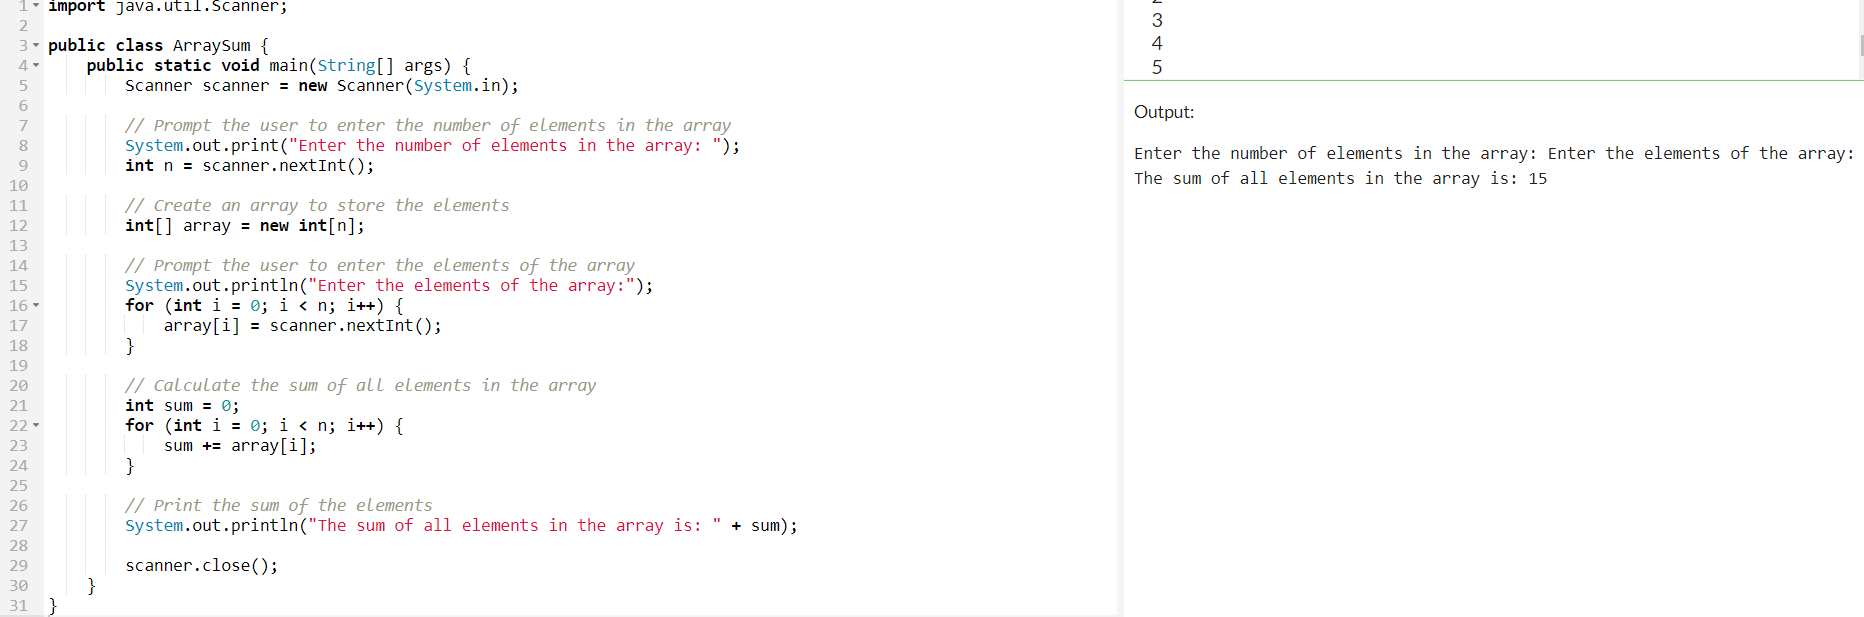 1 import java.util.Scanner;
2
3 public class ArraySum {
4     public static void main(String[] args) {
5         Scanner scanner = new Scanner(System.in);
6
7         // Prompt the user to enter the number of elements in the array
8         System.out.print("Enter the number of elements in the array: ");
9         int n = scanner.nextInt();
10
11         // Create an array to store the elements
12         int[] array = new int[n];
13
14         // Prompt the user to enter the elements of the array
15         System.out.println("Enter the elements of the array:");
16         for (int i = 0; i < n; i++) {
17             array[i] = scanner.nextInt();
18         }
19
20         // Calculate the sum of all elements in the array
21         int sum = 0;
22         for (int i = 0; i < n; i++) {
23             sum += array[i];
24         }
25
26         // Print the sum of the elements
27         System.out.println("The sum of all elements in the array is: " + sum);
28
29         scanner.close();
30     }
31 }
3
4
5
Output:
Enter the number of elements in the array: Enter the elements of the array:
The sum of all elements in the array is: 15